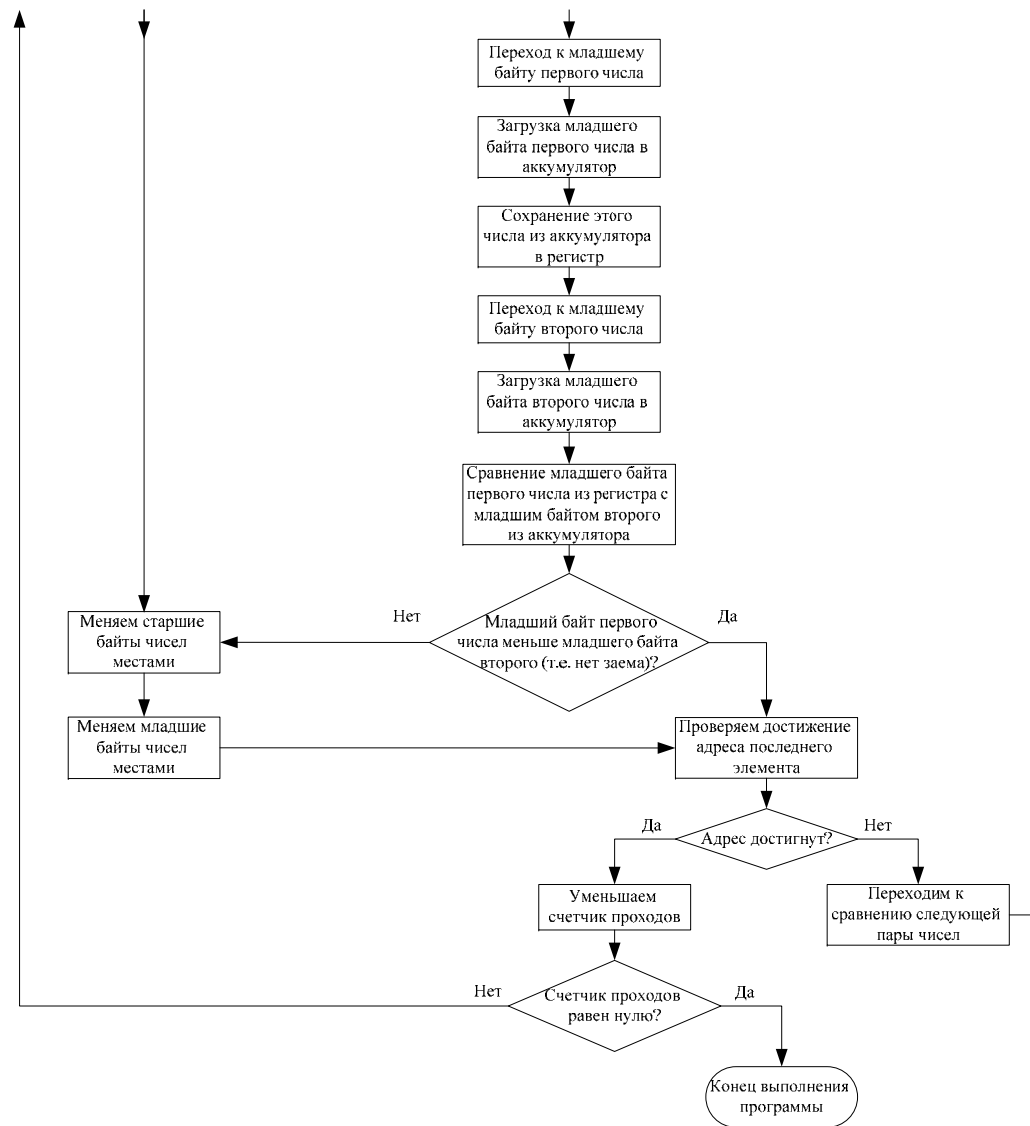 Переход к младшему
байту первого числа
Загрузка младшего
байта первого числа в
аккумулятор
Сохранение этого
числа из аккумулятора
в регистр
Переход к младшему
байту второго числа
Загрузка младшего
байта второго числа в
аккумулятор
Сравнение младшего байта
первого числа из регистра с
младшим байтом второго
из аккумулятора
Нет
Младший байт первого
числа меньше младшего байта
второго (т.е. нет заема)?
Да
Меняем старшие
байты чисел
местами
Меняем младшие
байты чисел
местами
Проверяем достижение
адреса последнего
элемента
Да
Адрес достигнут?
Нет
Уменьшаем
счетчик проходов
Переходим к
сравнению следующей
пары чисел
Нет
Счетчик проходов
равен нулю?
Да
Конец выполнения
программы